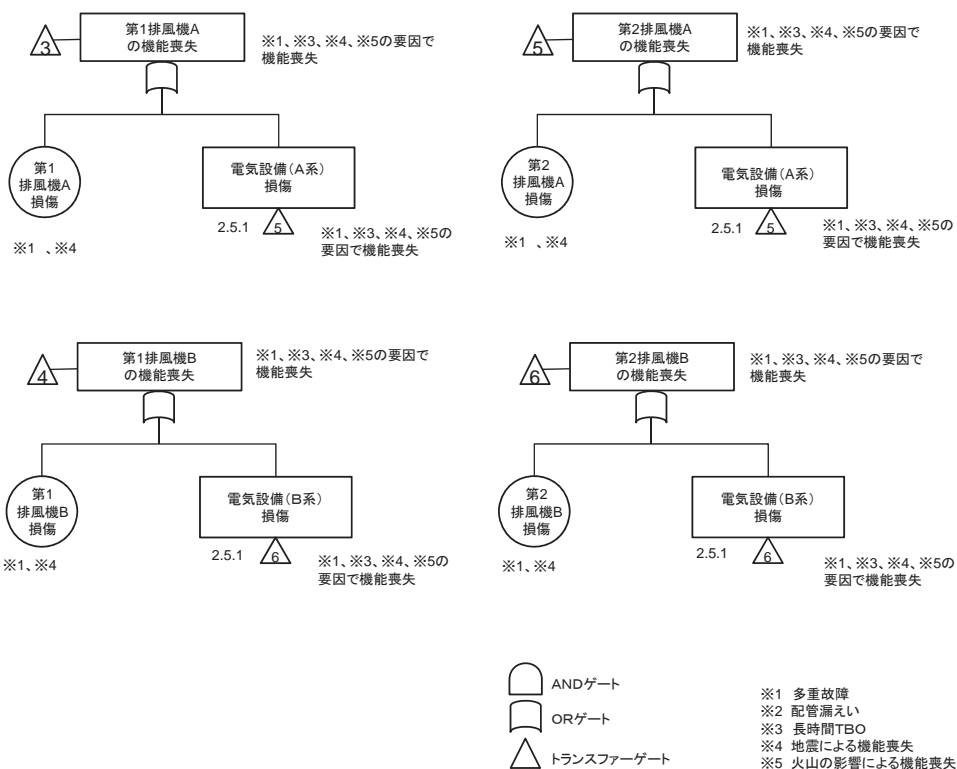 3
第1排風機A
の機能喪失
※1、※3、※4、※5の要因で
機能喪失
第1
排風機A
損傷
※1 、※4
電気設備(A系)
損傷
2.5.1
5
※1、※3、※4、※5の
要因で機能喪失
5
第2排風機A
の機能喪失
※1、※3、※4、※5の要因で
機能喪失
第2
排風機A
損傷
※1 、※4
電気設備(A系)
損傷
2.5.1
5
※1、※3、※4、※5の
要因で機能喪失
4
第1排風機B
の機能喪失
※1、※3、※4、※5の要因で
機能喪失
第1
排風機B
損傷
※1、※4
電気設備(B系)
損傷
2.5.1
6
※1、※3、※4、※5の
要因で機能喪失
6
第2排風機B
の機能喪失
※1、※3、※4、※5の要因で
機能喪失
第2
排風機B
損傷
※1、※4
電気設備(B系)
損傷
2.5.1
6
※1、※3、※4、※5の
要因で機能喪失
ANDゲート
ORゲート
トランスファーゲート
※1 多重故障
※2 配管漏えい
※3 長時間TBO
※4 地震による機能喪失
※5 火山の影響による機能喪失